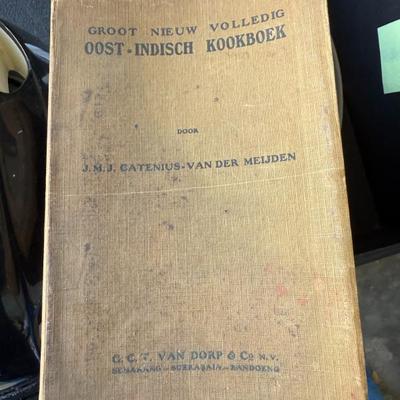 GROOT NIEUW VOLLEDIG
OOST-INDISCH KOOKBOEK
DOOR
J.M.J. CATENIUS-VAN DER MEIJDEN
G. C. T. VAN DORP & Co N.V.
SEMARANG-SOERABAIA-BANDOENG